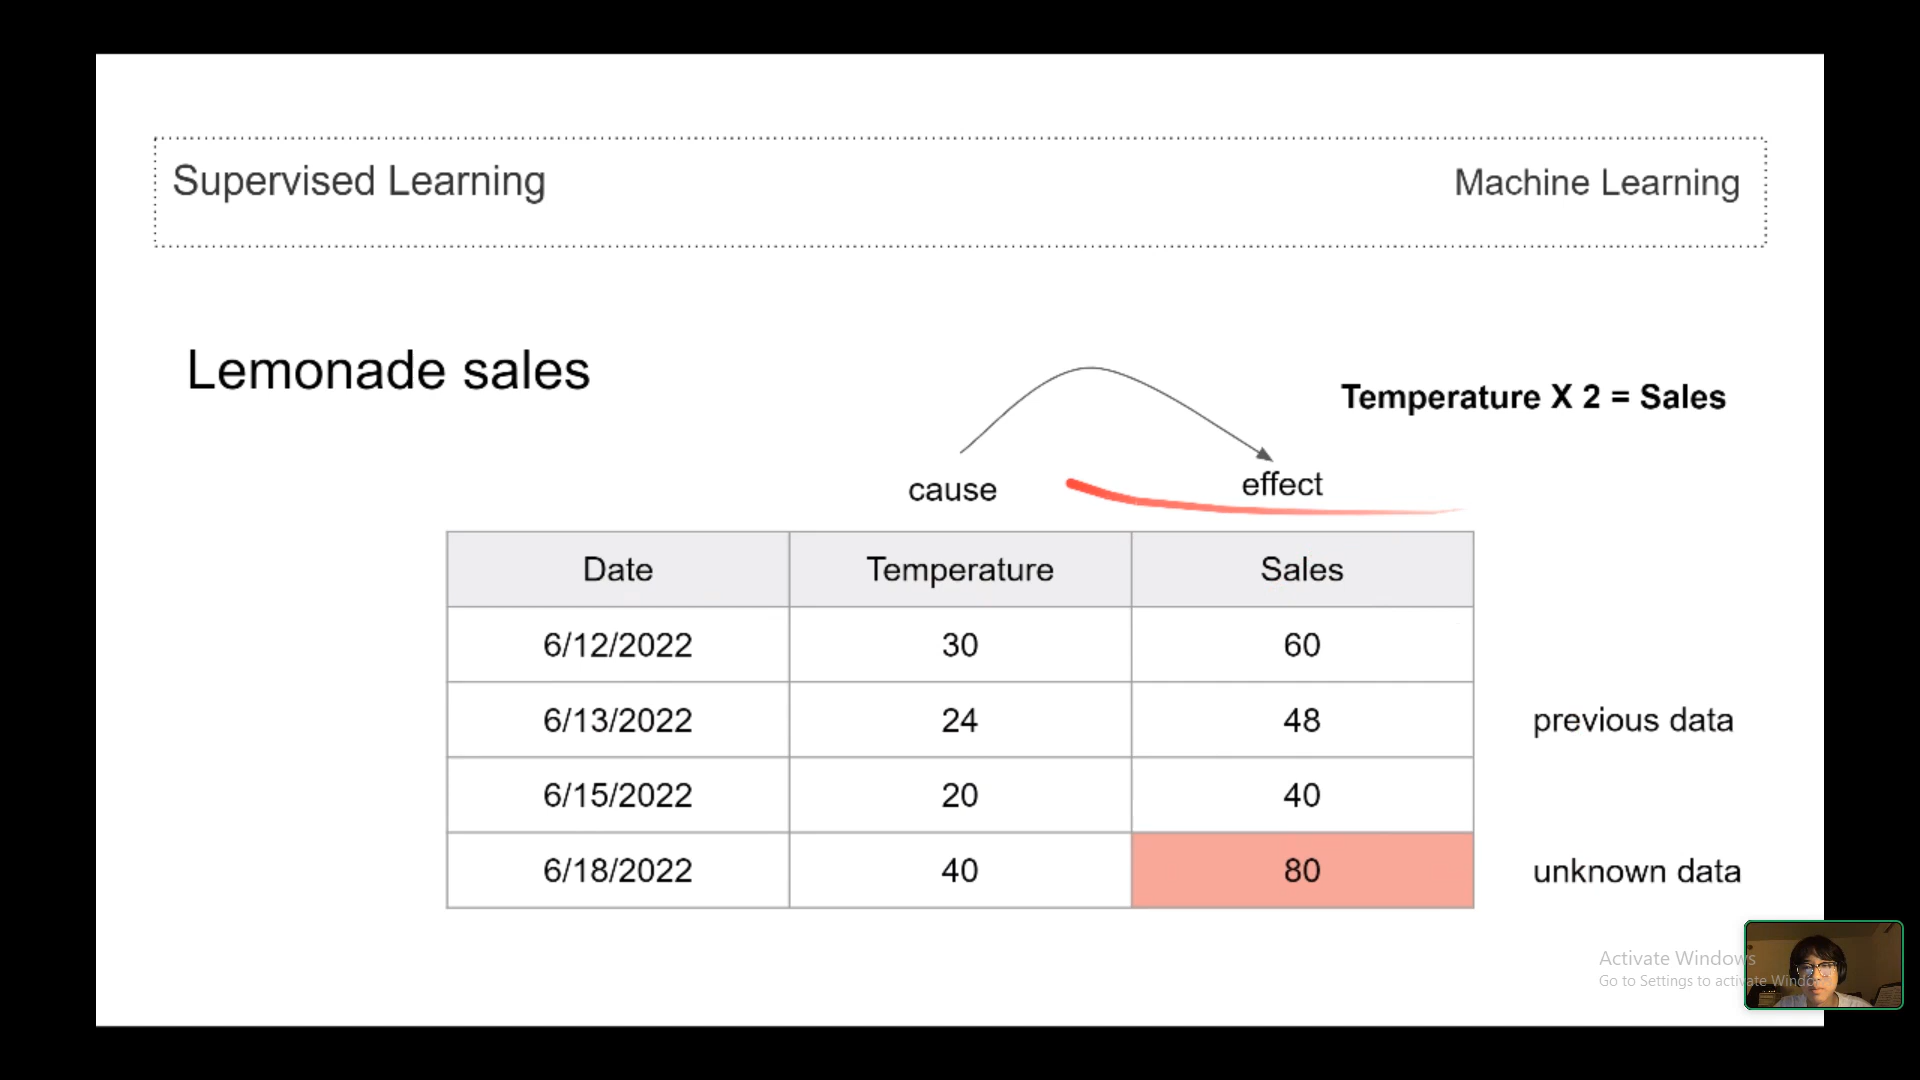 Supervised Learning
Machine Learning
Lemonade sales
Temperature X 2 = Sales
cause
effect
Date Temperature Sales
6/12/2022 30 60
6/13/2022 24 48
previous data
6/15/2022 20 40
6/18/2022 40 80
unknown data
Activate Windows
Go to Settings to activate Windo